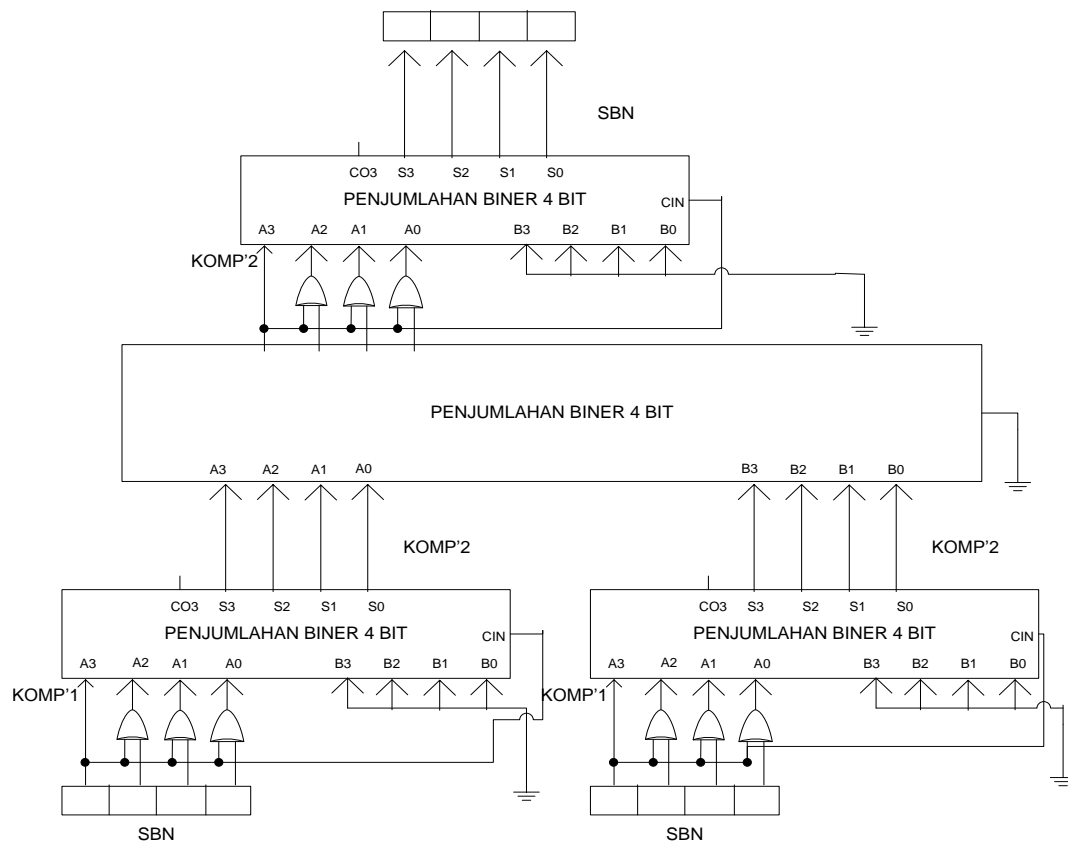 SBN
CO3 S3 S2 S1 S0
PENJUMLAHAN BINER 4 BIT
CIN
A3 A2 A1 A0 B3 B2 B1 B0
KOMP'2
PENJUMLAHAN BINER 4 BIT
A3 A2 A1 A0 B3 B2 B1 B0
KOMP'2 KOMP'2
CO3 S3 S2 S1 S0 CO3 S3 S2 S1 S0
PENJUMLAHAN BINER 4 BIT PENJUMLAHAN BINER 4 BIT
CIN CIN
A3 A2 A1 A0 B3 B2 B1 B0 A3 A2 A1 A0 B3 B2 B1 B0
KOMP'1 KOMP'1
SBN SBN